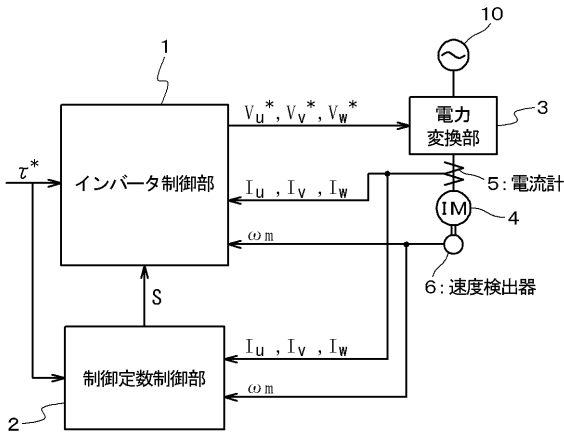 10
1
Vu*, Vv*, Vw*
電力
変換部
3
τ*
インバータ制御部
Iu , Iv , Iw
5:電流計
IM
4
ωm
6:速度検出器
S
制御定数制御部
Iu , Iv , Iw
ωm
2